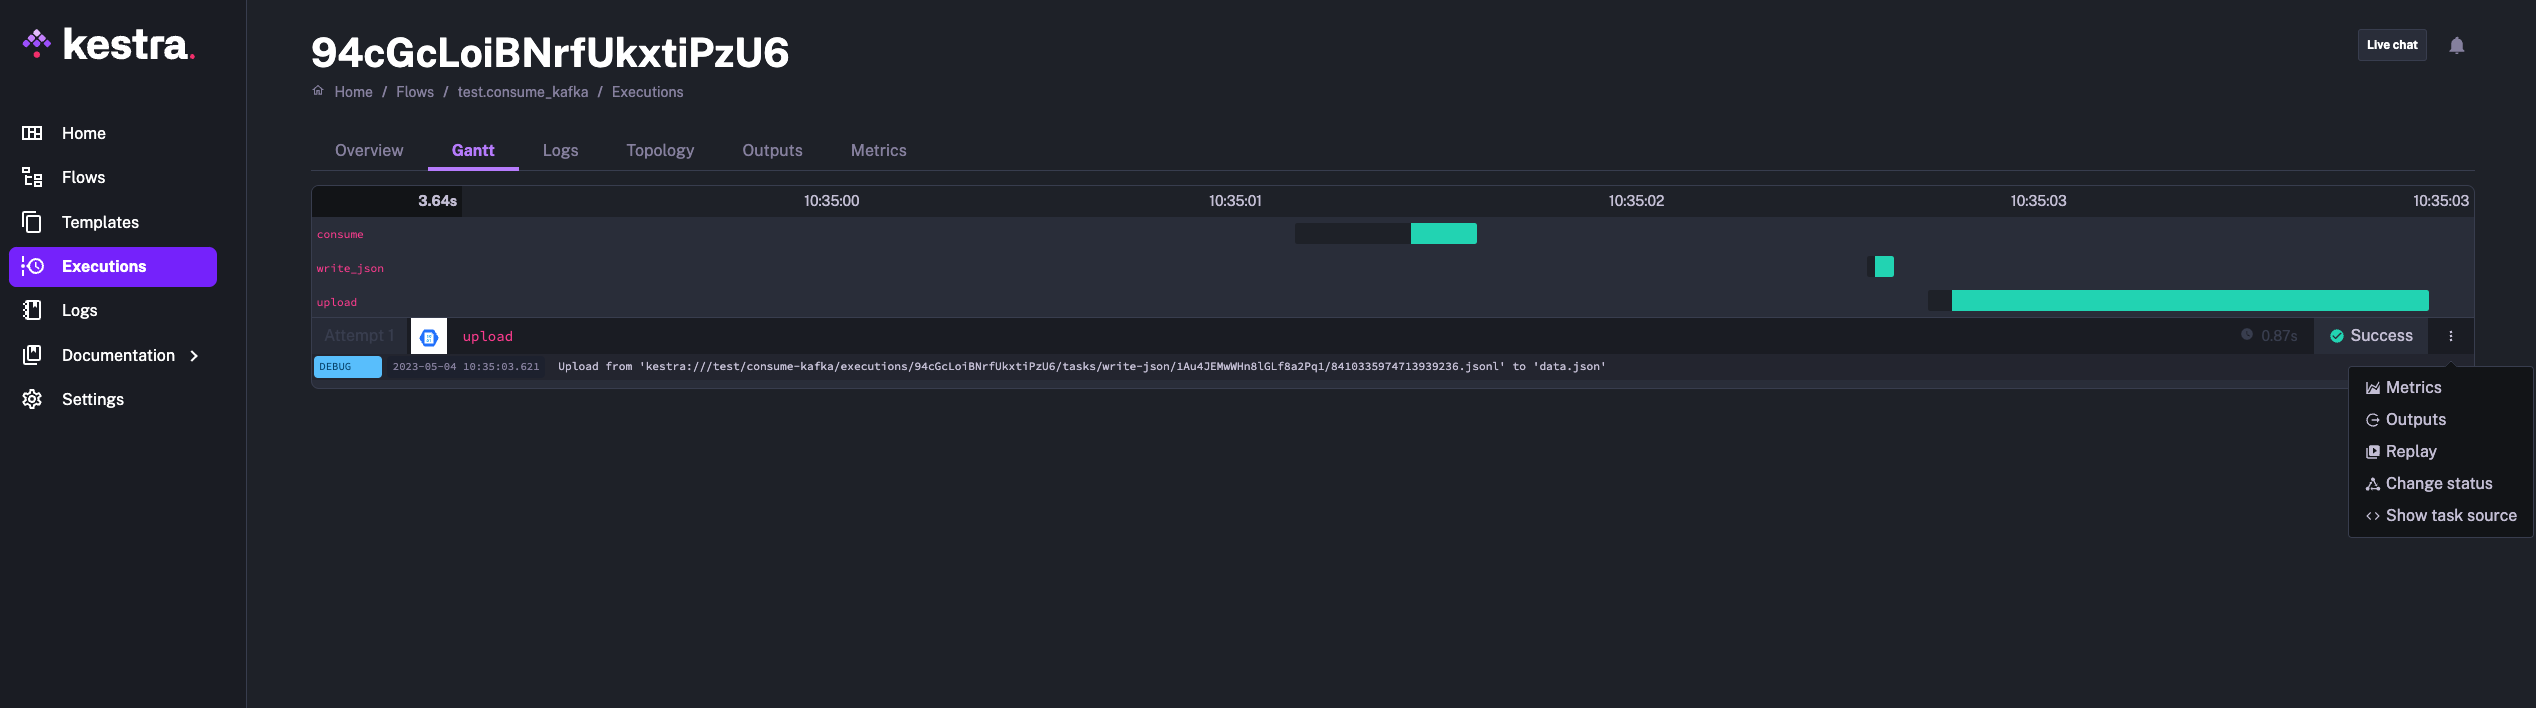 kestra.
Home
Flows
Templates
Executions
Logs
Documentation
Settings
94cGcLoiBNrfUkxtiPzU6
Live chat
Home / Flows / test.consume_kafka / Executions
Overview Gantt Logs Topology Outputs Metrics
3.64s 10:35:00 10:35:01 10:35:02 10:35:03 10:35:03
consume
write_json
upload
Attempt 1 upload 0.87s Success
DEBUG 2023-05-04 10:35:03.621 Upload from 'kestra:///test/consume-kafka/executions/94cGcLoiBNrfUkxtiPzU6/tasks/write-json/1Au4JEMwWHn8lGLf8a2Pq1/8410335974713939236.jsonl' to 'data.json'
Metrics
Outputs
Replay
Change status
Show task source